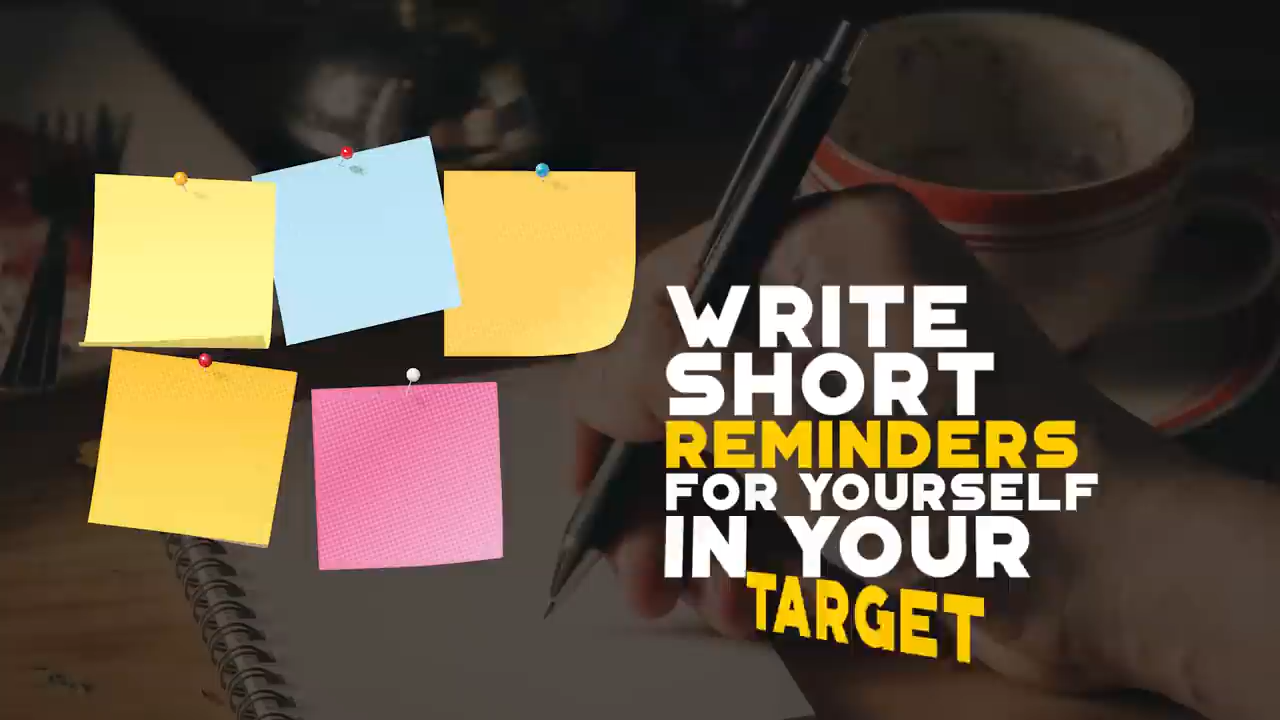 WRITE
SHORT
REMINDERS
FOR YOURSELF
IN YOUR
TARGET